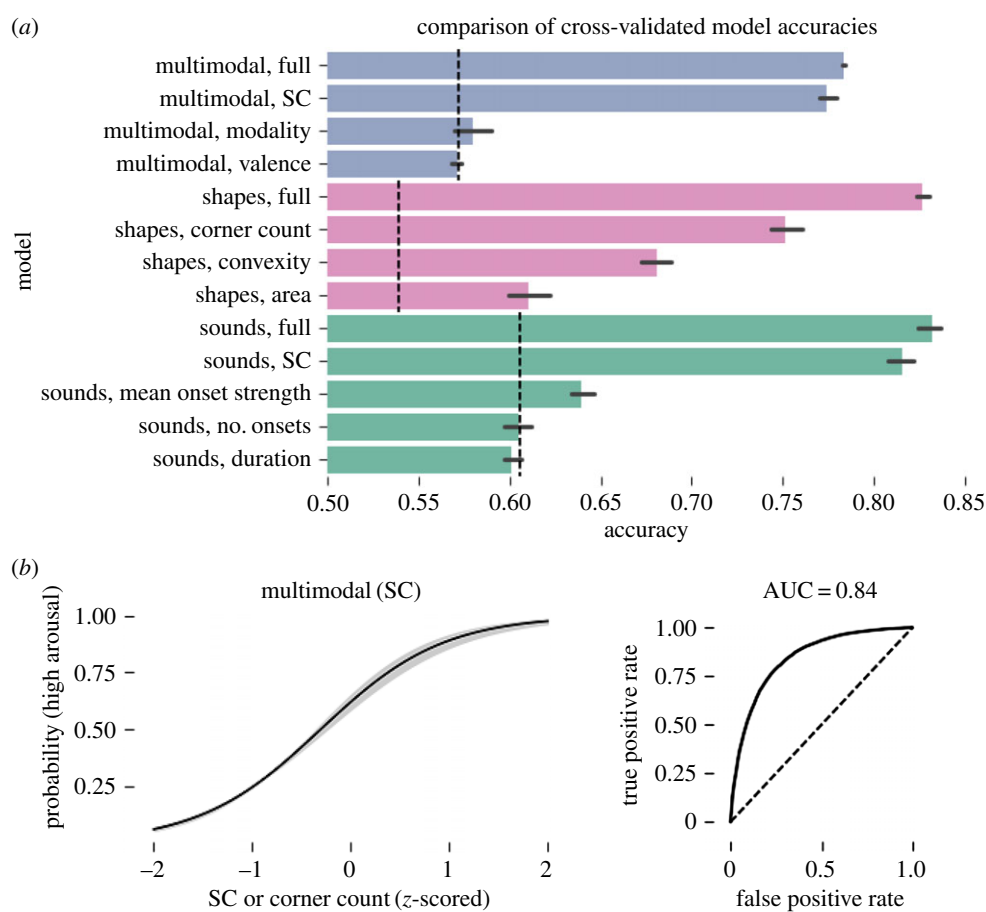 (a)
comparison of cross-validated model accuracies
model
multimodal, full
multimodal, SC
multimodal, modality
multimodal, valence
shapes, full
shapes, corner count
shapes, convexity
shapes, area
sounds, full
sounds, SC
sounds, mean onset strength
sounds, no. onsets
sounds, duration
0.50 0.55 0.60 0.65 0.70 0.75 0.80 0.85
accuracy
(b)
multimodal (SC)
probability (high arousal)
1.00
0.75
0.50
0.25
–2 –1 0 1 2
SC or corner count (z-scored)
AUC = 0.84
true positive rate
1.00
0.75
0.50
0.25
0
0 0.5 1.0
false positive rate